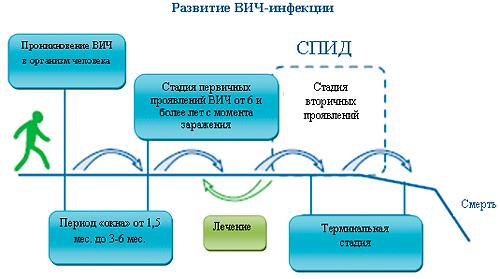 Развитие ВИЧ-инфекции
Проникновение ВИЧ
в организм человека
СПИД
Стадия первичных
проявлений ВИЧ от 6 и
более лет с момента
заражения
Стадия
вторичных
проявлений
Период «окна» от 1,5
мес. до 3-6 мес.
Лечение
Терминальная
стадия
Смерть